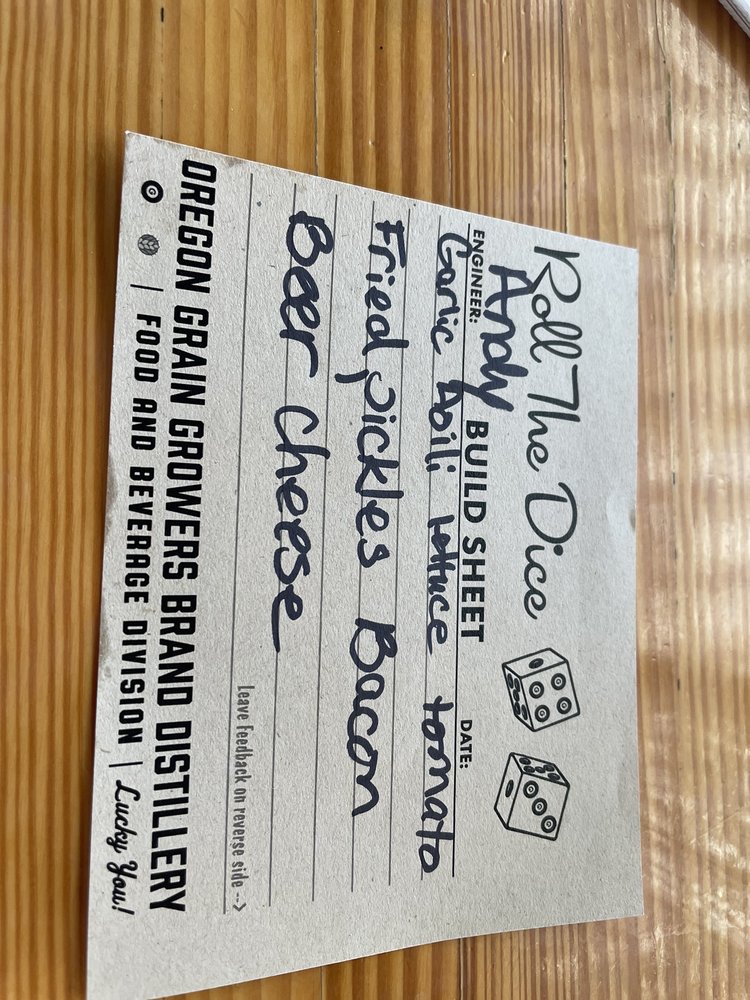 Roll The Dice
Andy
ENGINEER: BUILD SHEET DATE:
Garlic Aoili lettuce tomato
Fried pickles Bacon
Beer cheese
Leave feedback on reverse side -->
OREGON GRAIN GROWERS BRAND DISTILLERY
G | FOOD AND BEVERAGE DIVISION | Lucky You!